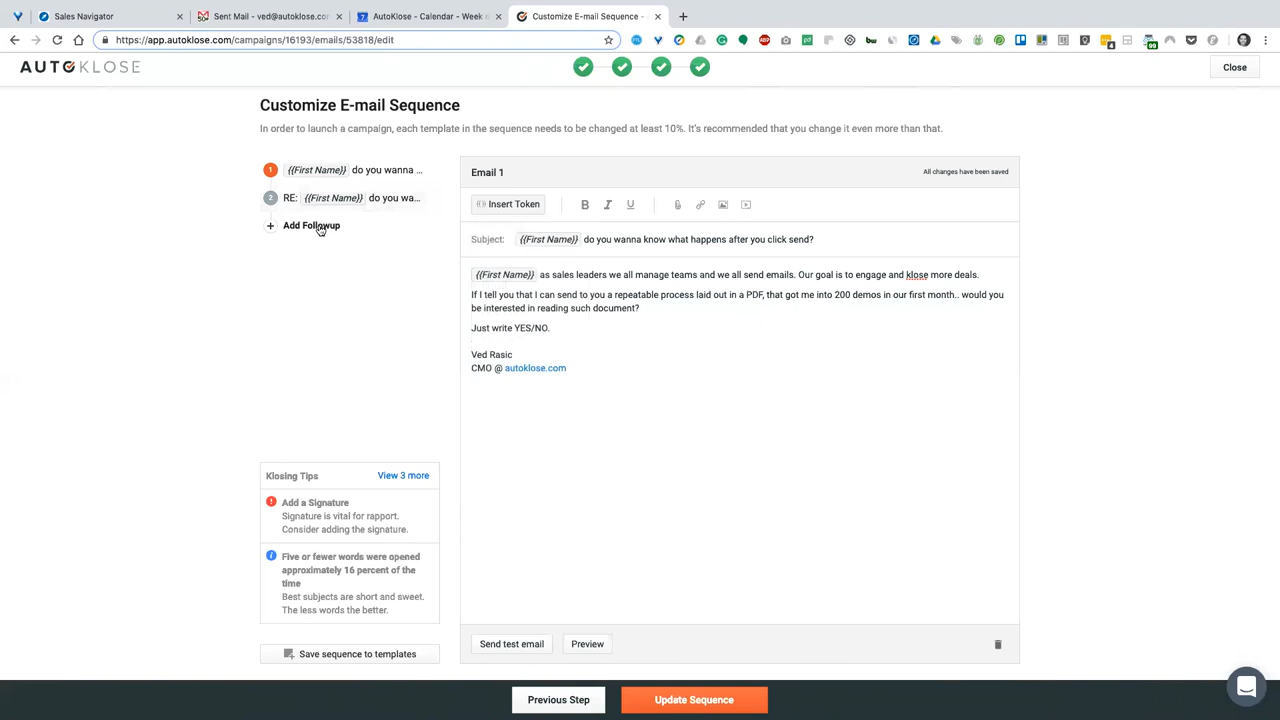 Sales Navigator
Sent Mail - ved@autoklose.com
AutoKlose - Calendar - Week o
Customize E-mail Sequence -
https://app.autoklose.com/campaigns/16193/emails/53818/edit
AUTOKLOSE
Close
Customize E-mail Sequence
In order to launch a campaign, each template in the sequence needs to be changed at least 10%. It's recommended that you change it even more than that.
1 {{First Name}} do you wanna ...
2 RE: {{First Name}} do you wa...
+ Add Followup
Email 1
All changes have been saved
Insert Token B I U
Subject: {{First Name}} do you wanna know what happens after you click send?
{{First Name}} as sales leaders we all manage teams and we all send emails. Our goal is to engage and klose more deals.
If I tell you that I can send to you a repeatable process laid out in a PDF, that got me into 200 demos in our first month.. would you
be interested in reading such document?
Just write YES/NO.
Ved Rasic
CMO @ autoklose.com
Klosing Tips View 3 more
Add a Signature
Signature is vital for rapport.
Consider adding the signature.
Five or fewer words were opened
approximately 16 percent of the
time
Best subjects are short and sweet.
The less words the better.
Save sequence to templates
Send test email Preview
Previous Step Update Sequence